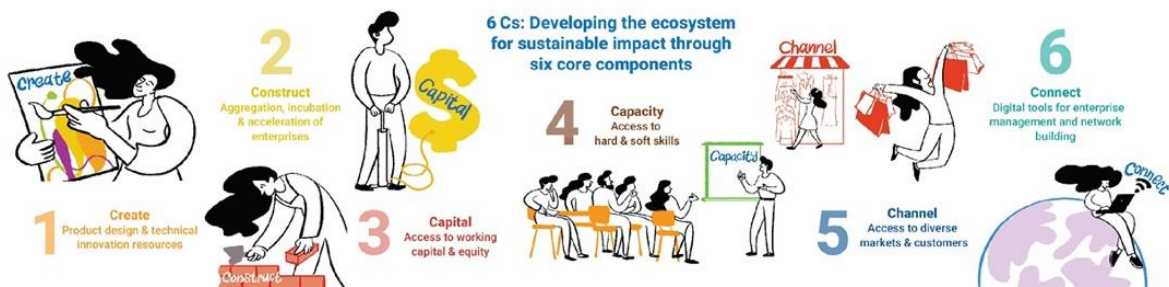 6 Cs: Developing the ecosystem
for sustainable impact through
six core components
create
1
Create
Product design & technical
innovation resources
2
Construct
Aggregation, incubation
& acceleration of
enterprises
Construct
Capital
3
Capital
Access to working
capital & equity
4
Capacity
Access to
hard & soft skills
Capacity
Channel
5
Channel
Access to diverse
markets & customers
6
Connect
Digital tools for enterprise
management and network
building
Connect